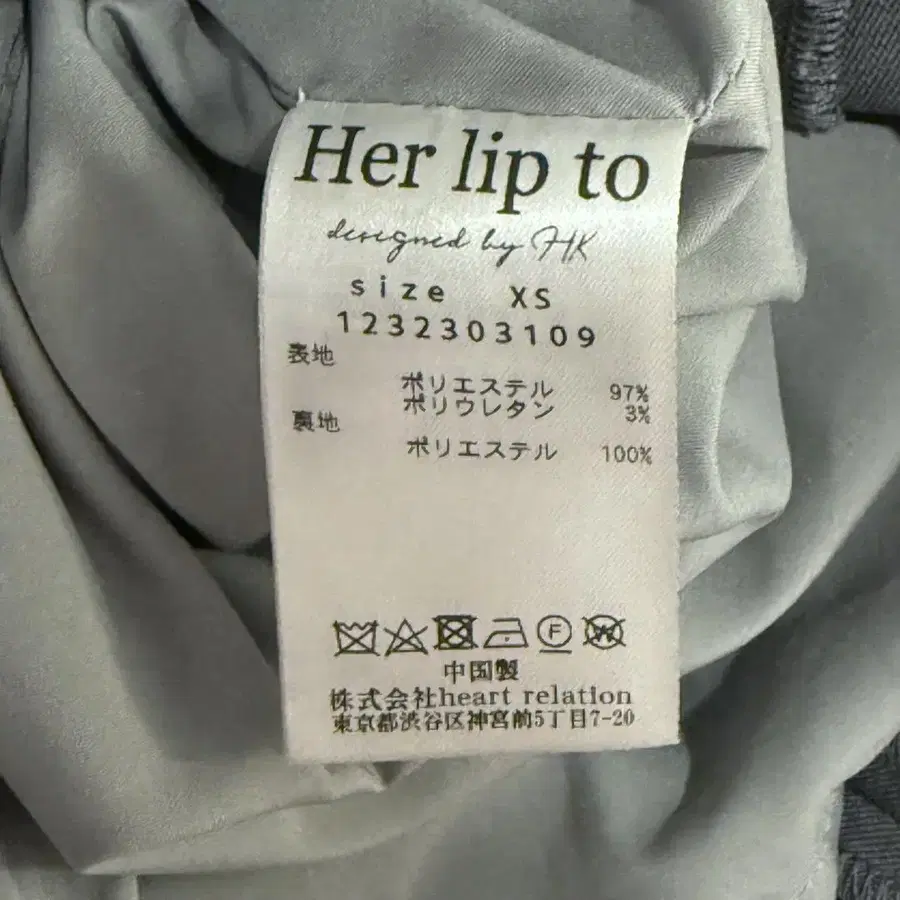 Her lip to
designed by HK
size XS
1232303109
表地
ポリエステル 97%
ポリウレタン 3%
裏地
ポリエステル 100%
F W
中国製
株式会社heart relation
東京都渋谷区神宮前5丁目7-20